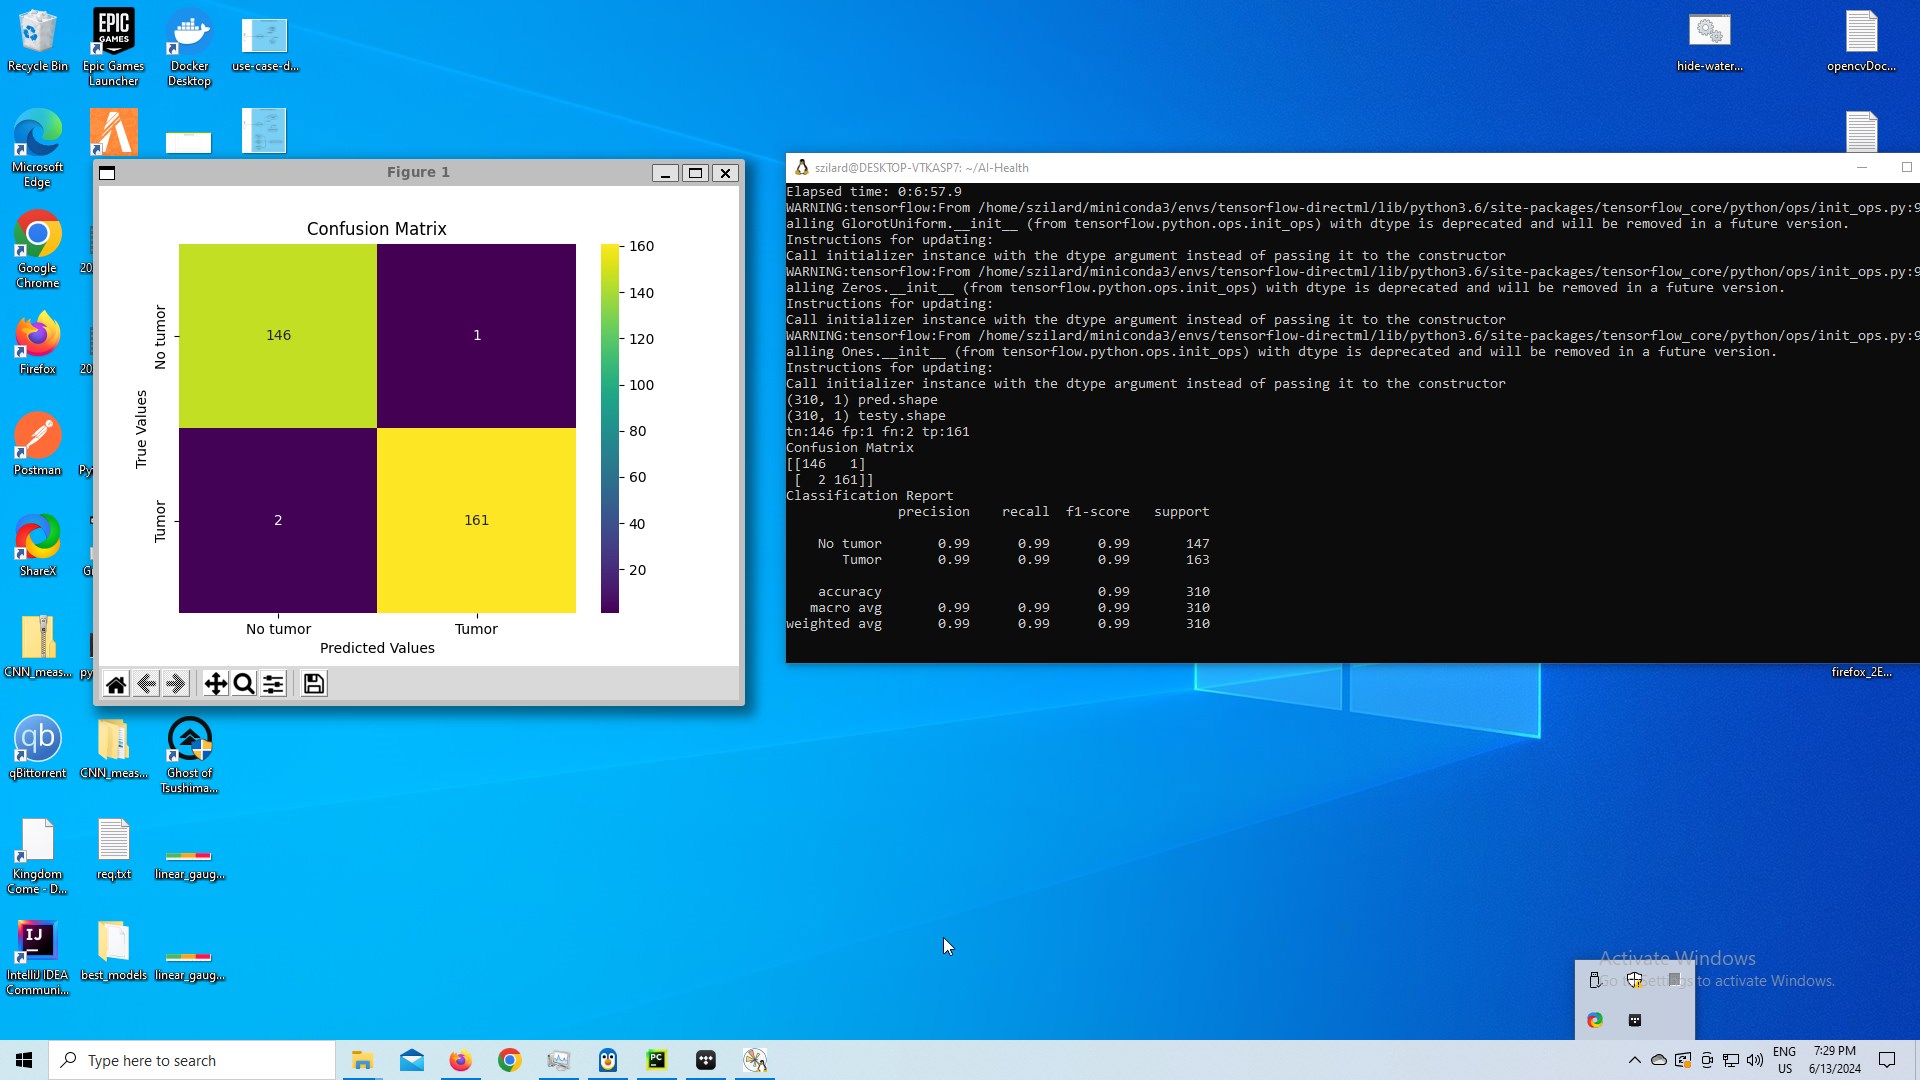 Recycle Bin
Epic Games
Launcher
Docker
Desktop
use-case-d...
hide-water...
opencvDoc...
EPIC
GAMES
Microsoft
Edge
Google
Chrome
Firefox
Postman
ShareX
CNN_meas...
qBittorrent
CNN_meas...
Ghost of
Tsushima...
Kingdom
Come - D...
req.txt
linear_gaug...
IntelliJ IDEA
Communi...
best_models
linear_gaug...
qb
IJ
firefox_2E...
Figure 1
Confusion Matrix
True Values
No tumor
Tumor
146
1
2
161
No tumor
Tumor
Predicted Values
160
140
120
100
80
60
40
20
szilard@DESKTOP-VTKASP7: ~/AI-Health
Elapsed time: 0:6:57.9
WARNING:tensorflow:From /home/szilard/miniconda3/envs/tensorflow-directml/lib/python3.6/site-packages/tensorflow_core/python/ops/init_ops.py:9
alling GlorotUniform.__init__ (from tensorflow.python.ops.init_ops) with dtype is deprecated and will be removed in a future version.
Instructions for updating:
Call initializer instance with the dtype argument instead of passing it to the constructor
WARNING:tensorflow:From /home/szilard/miniconda3/envs/tensorflow-directml/lib/python3.6/site-packages/tensorflow_core/python/ops/init_ops.py:9
alling Zeros.__init__ (from tensorflow.python.ops.init_ops) with dtype is deprecated and will be removed in a future version.
Instructions for updating:
Call initializer instance with the dtype argument instead of passing it to the constructor
WARNING:tensorflow:From /home/szilard/miniconda3/envs/tensorflow-directml/lib/python3.6/site-packages/tensorflow_core/python/ops/init_ops.py:9
alling Ones.__init__ (from tensorflow.python.ops.init_ops) with dtype is deprecated and will be removed in a future version.
Instructions for updating:
Call initializer instance with the dtype argument instead of passing it to the constructor
(310, 1) pred.shape
(310, 1) testy.shape
tn:146 fp:1 fn:2 tp:161
Confusion Matrix
[[146   1]
 [  2 161]]
Classification Report
precision    recall  f1-score   support
No tumor       0.99      0.99      0.99       147
Tumor       0.99      0.99      0.99       163
accuracy                           0.99       310
macro avg       0.99      0.99      0.99       310
weighted avg       0.99      0.99      0.99       310
Activate Windows
Go to Settings to activate Windows.
Type here to search
PC
ENG
US
7:29 PM
6/13/2024